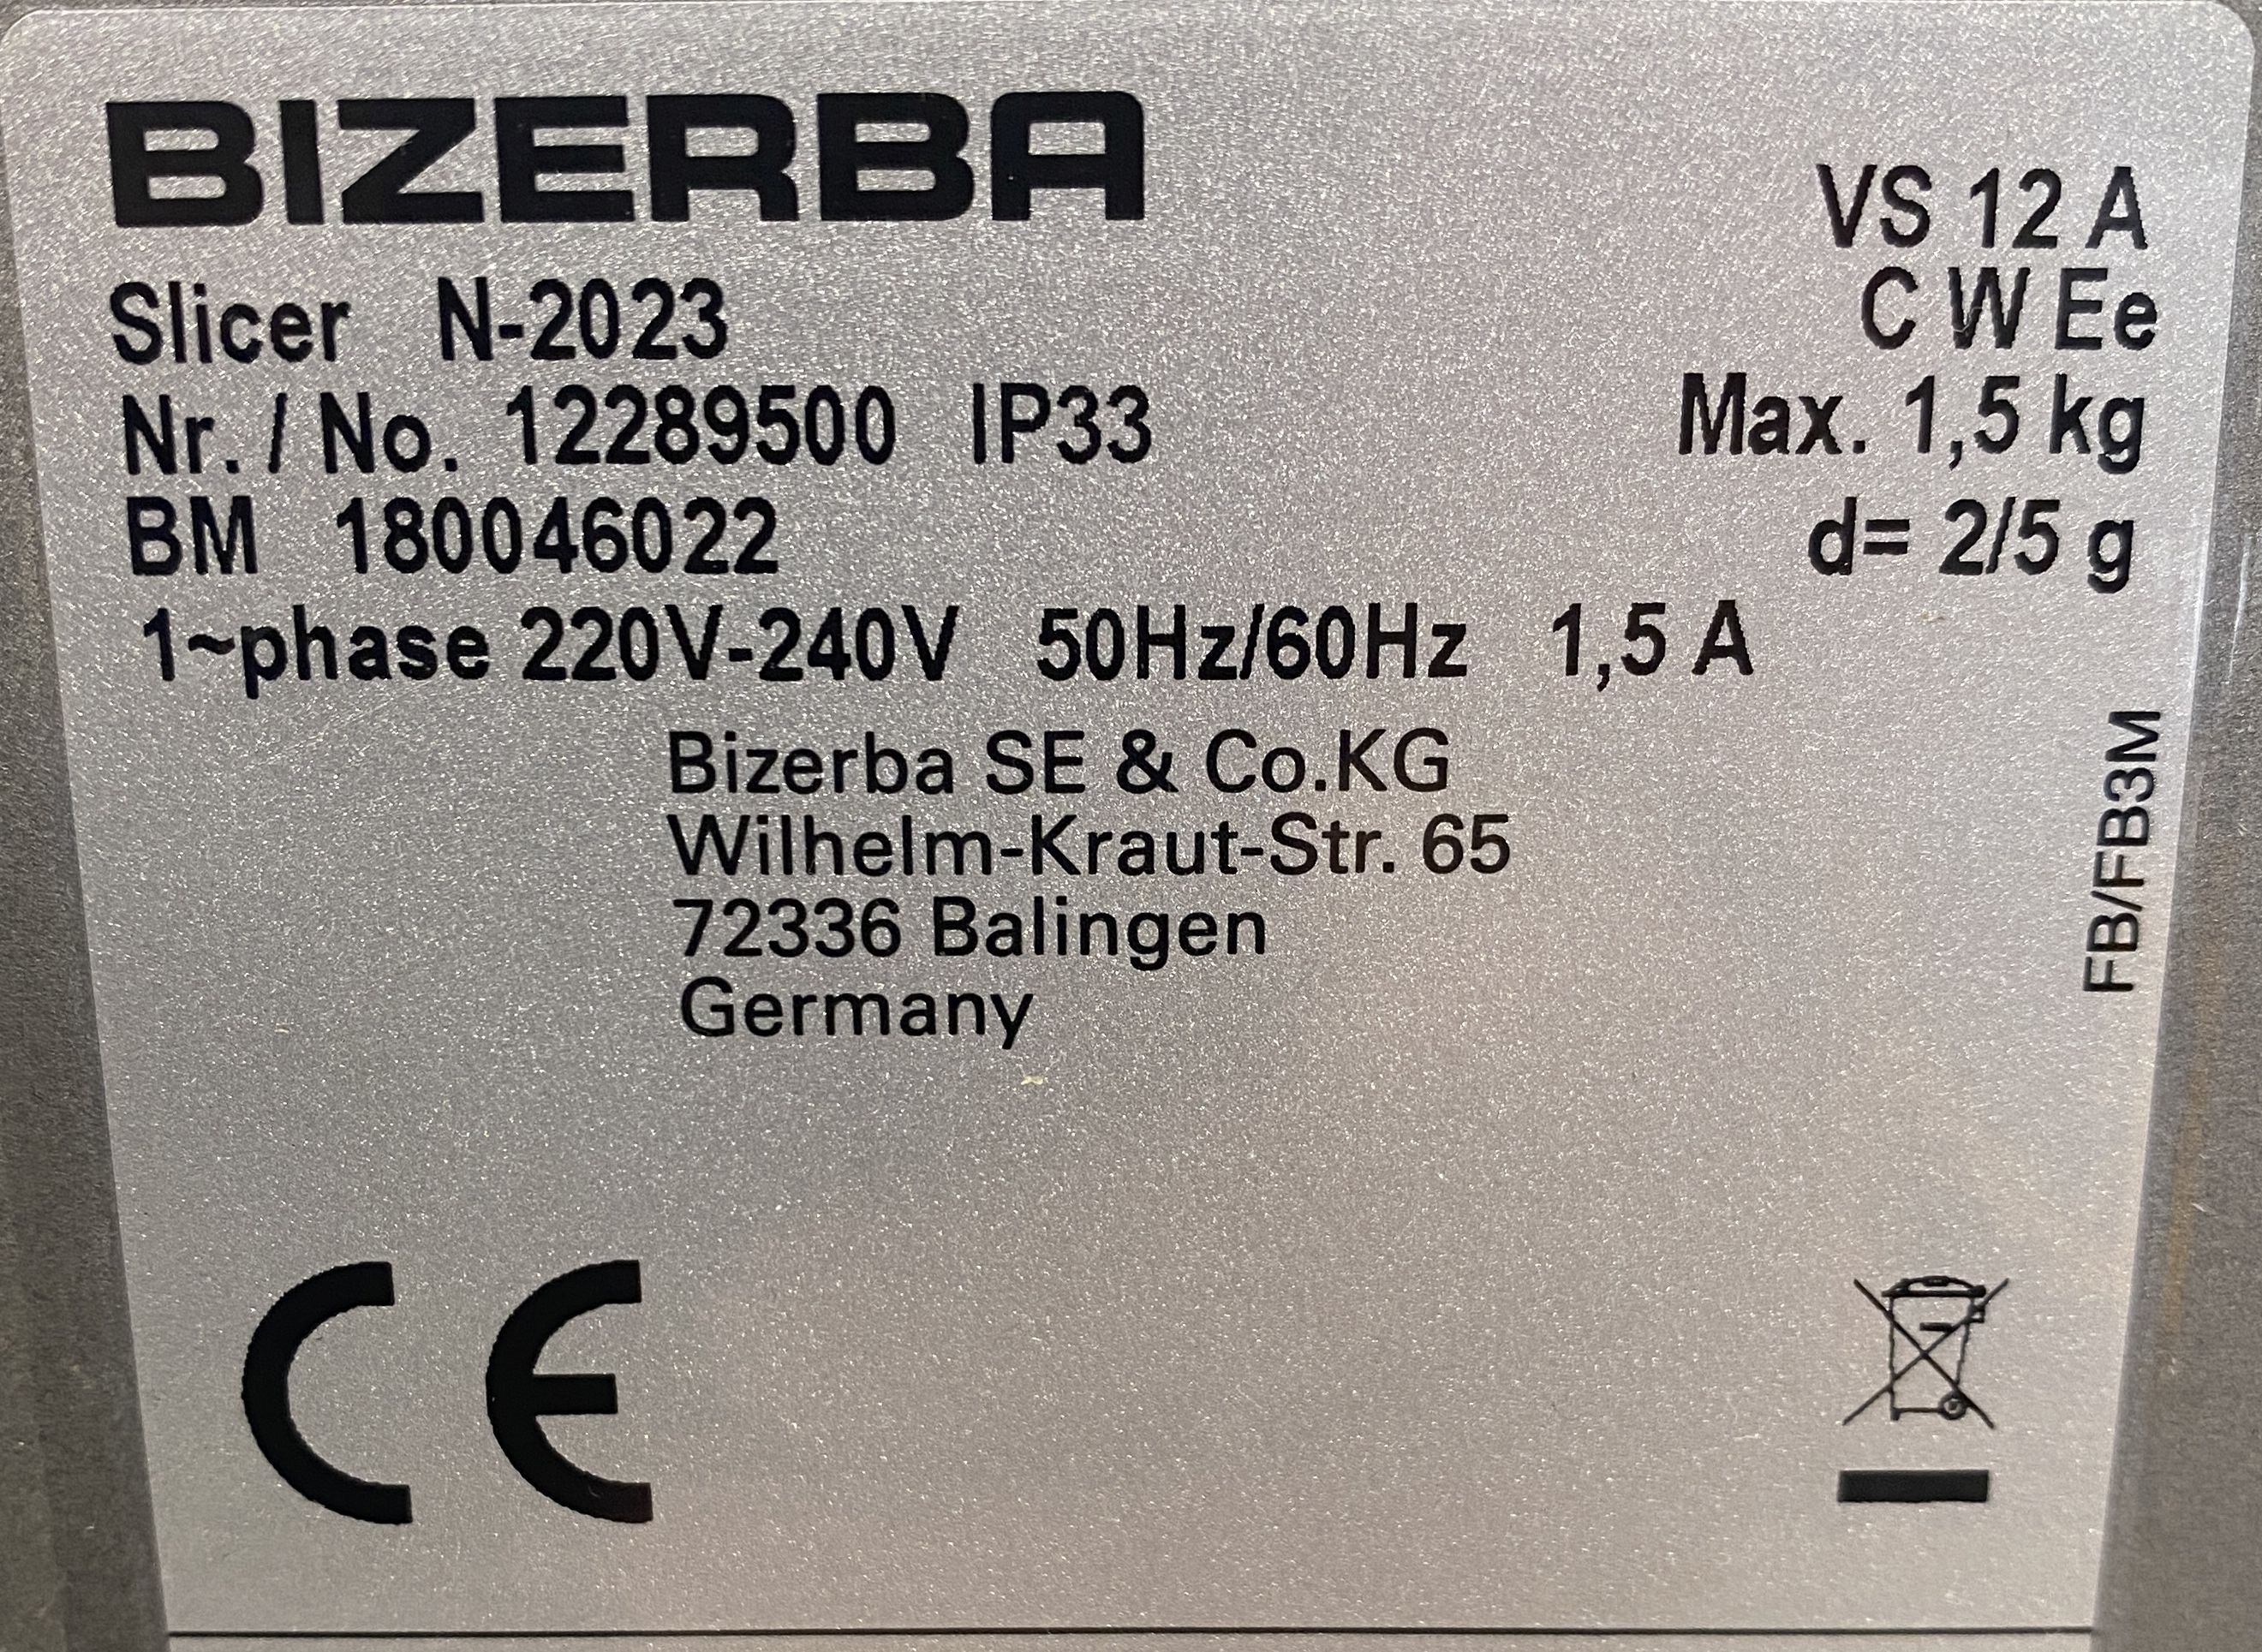 BIZERBA
VS 12 A
C W Ee
Slicer N-2023
Nr. / No. 12289500 IP33
Max. 1,5 kg
BM 180046022
d= 2/5 g
1~phase 220V-240V 50Hz/60Hz 1,5 A
Bizerba SE & Co.KG
Wilhelm-Kraut-Str. 65
72336 Balingen
Germany
FB/FB3M
CE